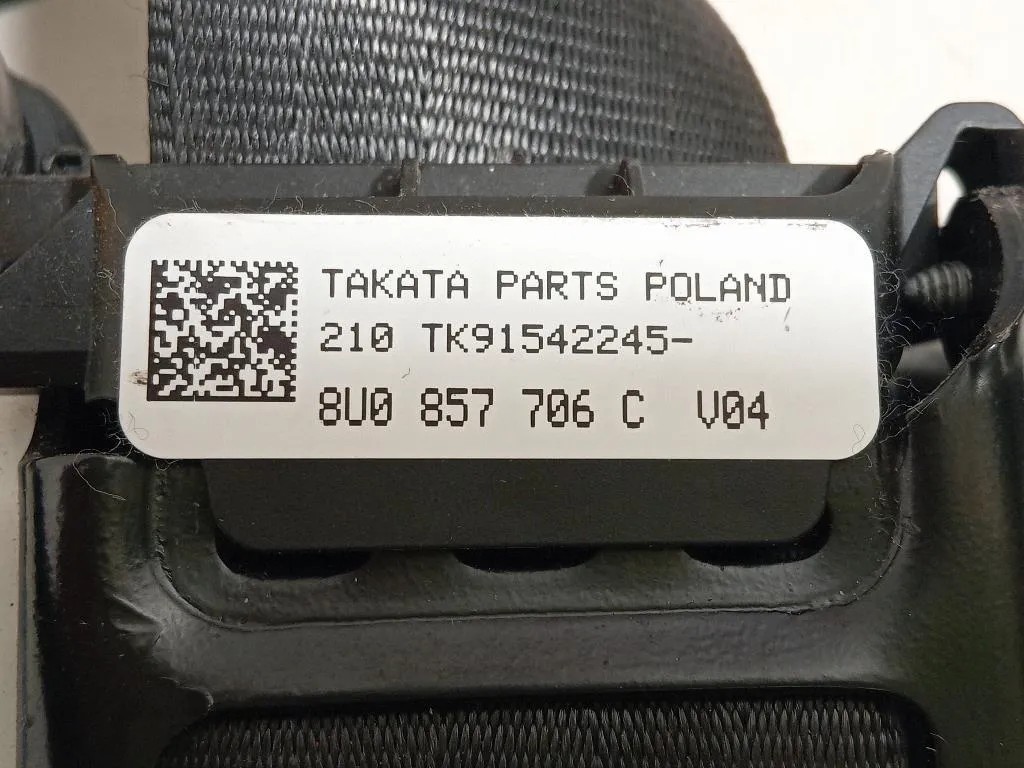 TAKATA PARTS POLAND
210 TK91542245-
8U0 857 706 C V04